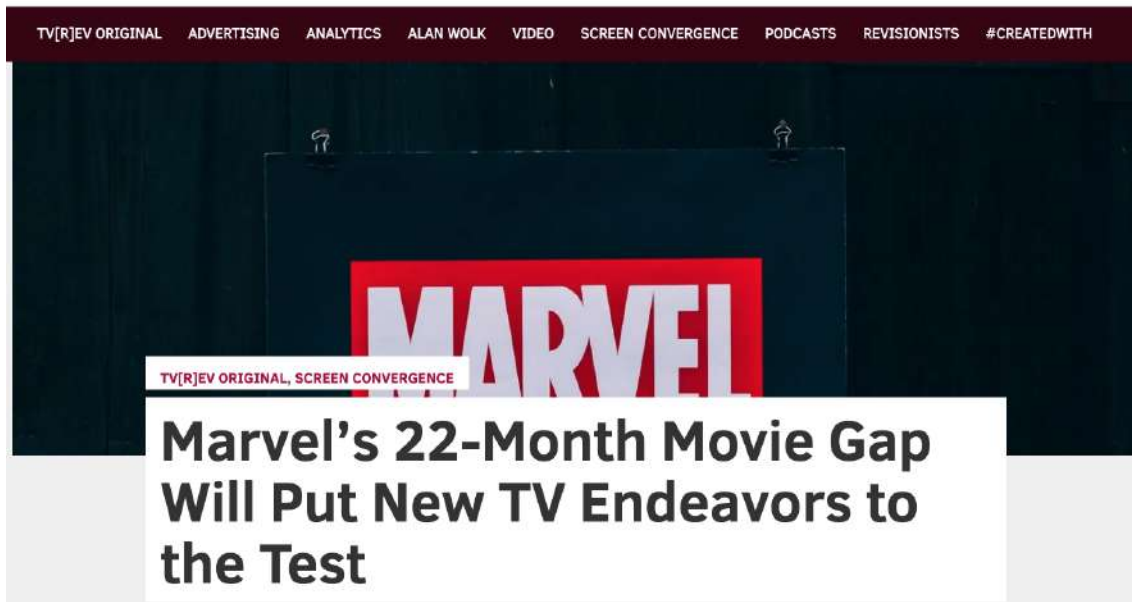 TV[R]EV ORIGINAL ADVERTISING ANALYTICS ALAN WOLK VIDEO SCREEN CONVERGENCE PODCASTS REVISIONISTS #CREATEDWITH
MARVEL
TV[R]EV ORIGINAL, SCREEN CONVERGENCE
Marvel’s 22-Month Movie Gap
Will Put New TV Endeavors to
the Test